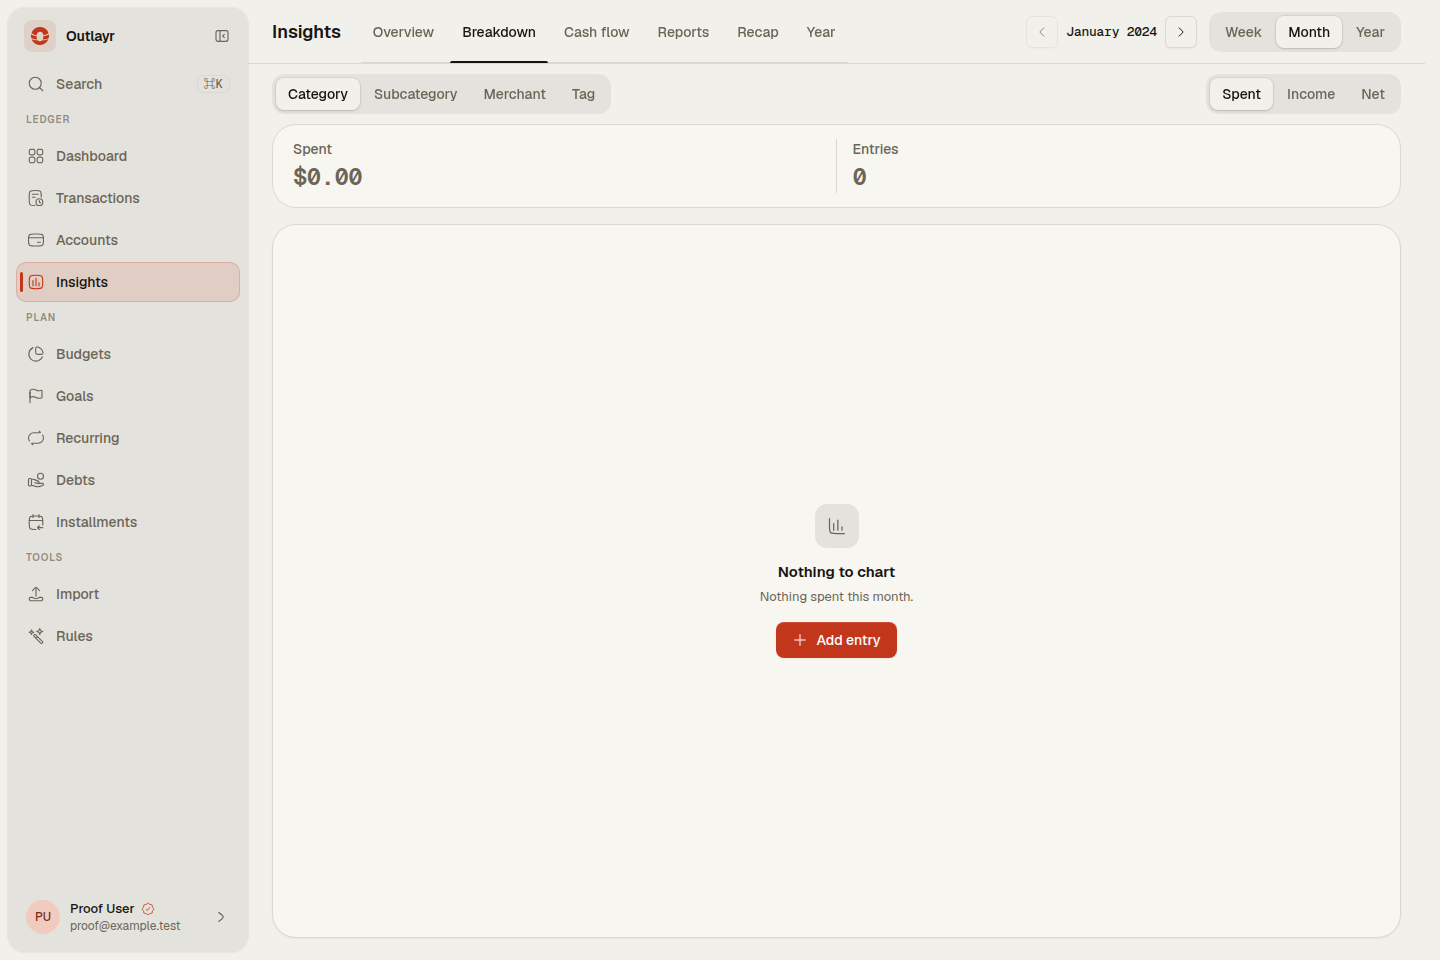 Outlayr
Search ⌘K
LEDGER
Dashboard
Transactions
Accounts
Insights
PLAN
Budgets
Goals
Recurring
Debts
Installments
TOOLS
Import
Rules
PU
Proof User
proof@example.test
Insights Overview Breakdown Cash flow Reports Recap Year
January 2024
Week Month Year
Category Subcategory Merchant Tag
Spent Income Net
Spent
$0.00
Entries
0
Nothing to chart
Nothing spent this month.
Add entry